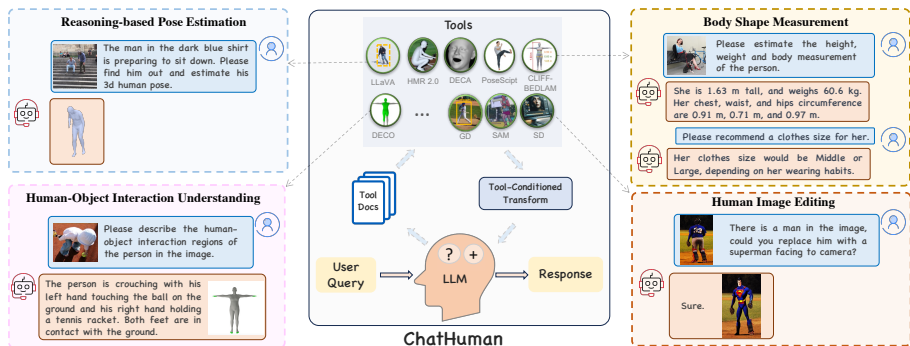 Reasoning-based Pose Estimation
The man in the dark blue shirt
is preparing to sit down. Please
find him out and estimate his
3d human pose.
Human-Object Interaction Understanding
Please describe the human-
object interaction regions of
the person in the image.
The person is crouching with his
left hand touching the ball on the
ground and his right hand holding
a tennis racket. Both feet are in
contact with the ground.
Tools
LLaVA
HMR 2.0
DECA
PoseScipt
CLIFF-
BEDLAM
DECO
...
GD
SAM
SD
Tool
Docs
Tool-Conditioned
Transform
User
Query
? +
LLM
Response
ChatHuman
Body Shape Measurement
Please estimate the height,
weight and body measurement
of the person.
She is 1.63 m tall, and weighs 60.6 kg.
Her chest, waist, and hips circumference
are 0.91 m, 0.71 m, and 0.97 m.
Please recommend a clothes size for her.
Her clothes size would be Middle or
Large, depending on her wearing habits.
Human Image Editing
There is a man in the image,
could you replace him with a
superman facing to camera?
Sure.